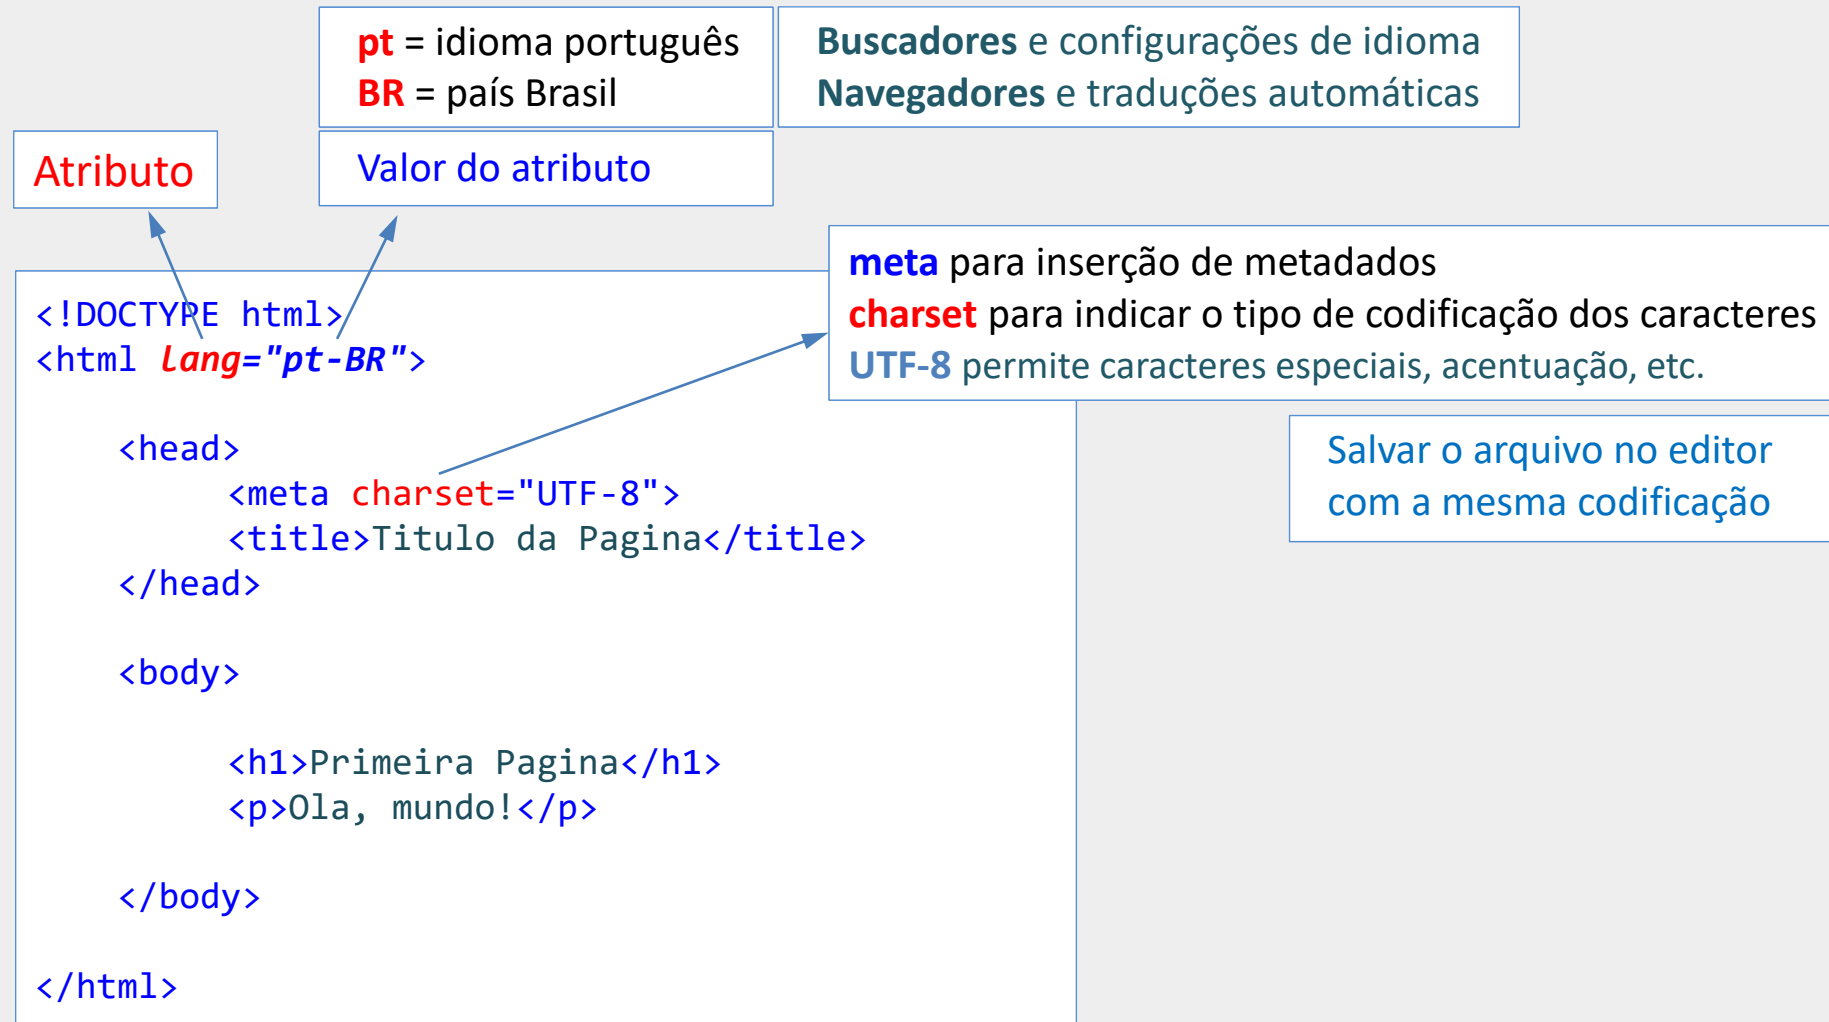 pt = idioma português
BR = país Brasil
Buscadores e configurações de idioma
Navegadores e traduções automáticas
Atributo
Valor do atributo
meta para inserção de metadados
charset para indicar o tipo de codificação dos caracteres
UTF-8 permite caracteres especiais, acentuação, etc.
Salvar o arquivo no editor
com a mesma codificação
<!DOCTYPE html>
<html lang="pt-BR">
<head>
<meta charset="UTF-8">
<title>Titulo da Pagina</title>
</head>
<body>
<h1>Primeira Pagina</h1>
<p>Ola, mundo!</p>
</body>
</html>